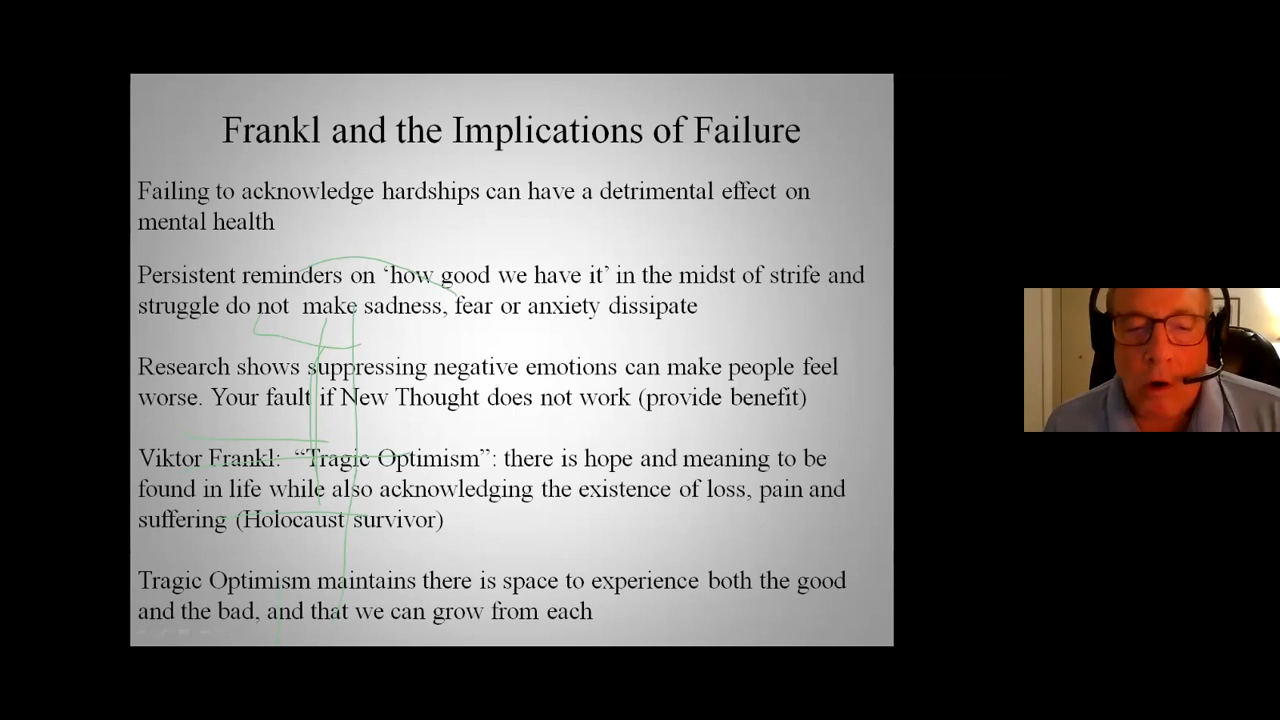 Frankl and the Implications of Failure
Failing to acknowledge hardships can have a detrimental effect on
mental health
Persistent reminders on ‘how good we have it’ in the midst of strife and
struggle do not  make sadness, fear or anxiety dissipate
Research shows suppressing negative emotions can make people feel
worse. Your fault if New Thought does not work (provide benefit)
Viktor Frankl:  “Tragic Optimism”: there is hope and meaning to be
found in life while also acknowledging the existence of loss, pain and
suffering (Holocaust survivor)
Tragic Optimism maintains there is space to experience both the good
and the bad, and that we can grow from each